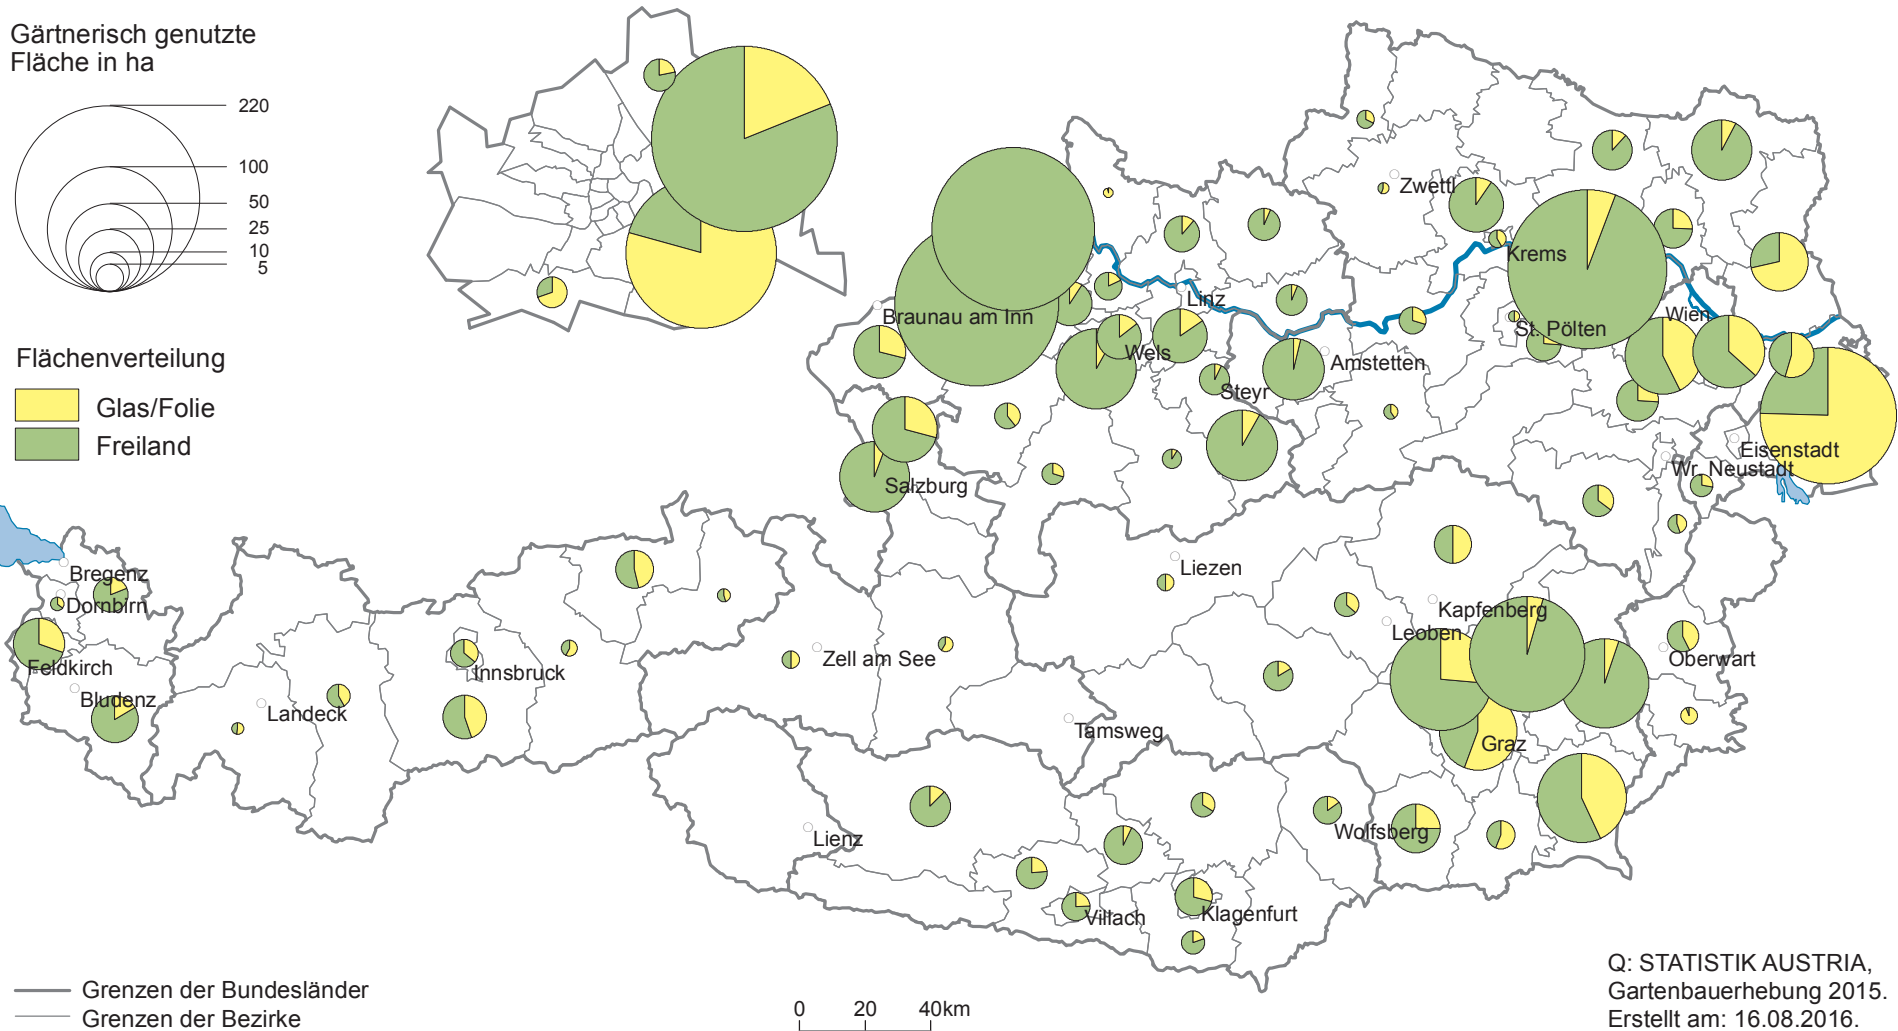 Gärtnerisch genutzte
Fläche in ha
220
100
50
25
10
5
Flächenverteilung
Glas/Folie
Freiland
Zwettl
Krems
Linz
Braunau am Inn
St. Pölten
Wien
Wels
Amstetten
Steyr
Eisenstadt
Wr. Neustadt
Salzburg
Bregenz
Dornbirn
Liezen
Kapfenberg
Leoben
Feldkirch
Innsbruck
Zell am See
Oberwart
Bludenz
Landeck
Tamsweg
Graz
Lienz
Wolfsberg
Villach
Klagenfurt
Grenzen der Bundesländer
Grenzen der Bezirke
0 20 40km
Q: STATISTIK AUSTRIA,
Gartenbauerhebung 2015.
Erstellt am: 16.08.2016.